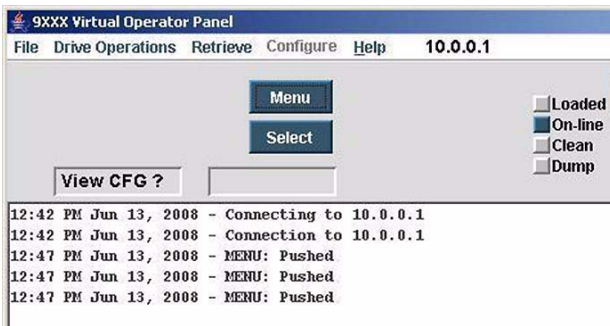 9XXX Virtual Operator Panel
File Drive Operations Retrieve Configure Help 10.0.0.1
Menu
Select
Loaded
On-line
Clean
Dump
View CFG ?
12:42 PM Jun 13, 2008 - Connecting to 10.0.0.1
12:42 PM Jun 13, 2008 - Connection to 10.0.0.1
12:47 PM Jun 13, 2008 - MENU: Pushed
12:47 PM Jun 13, 2008 - MENU: Pushed
12:47 PM Jun 13, 2008 - MENU: Pushed